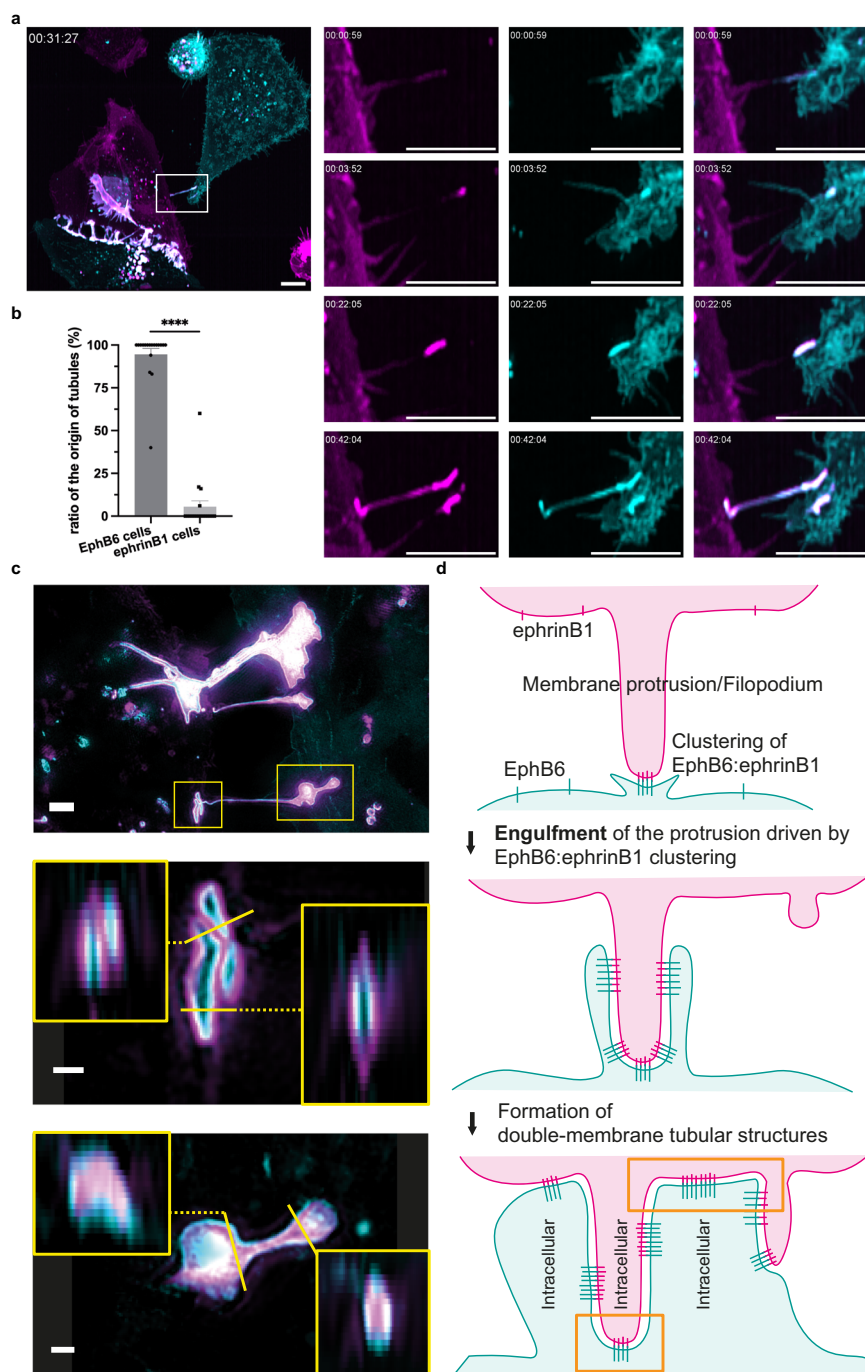 a
00:31:27
00:00:59
00:00:59
00:00:59
00:03:52
00:03:52
00:03:52
00:22:05
00:22:05
00:22:05
00:42:04
00:42:04
00:42:04
b
****
ratio of the origin of tubules (%)
100
75
50
25
0
EphB6 cells
ephrinB1 cells
c
d
ephrinB1
Membrane protrusion/Filopodium
Clustering of
EphB6:ephrinB1
EphB6
Engulfment of the protrusion driven by
EphB6:ephrinB1 clustering
Formation of
double-membrane tubular structures
Intracellular
Intracellular
Intracellular